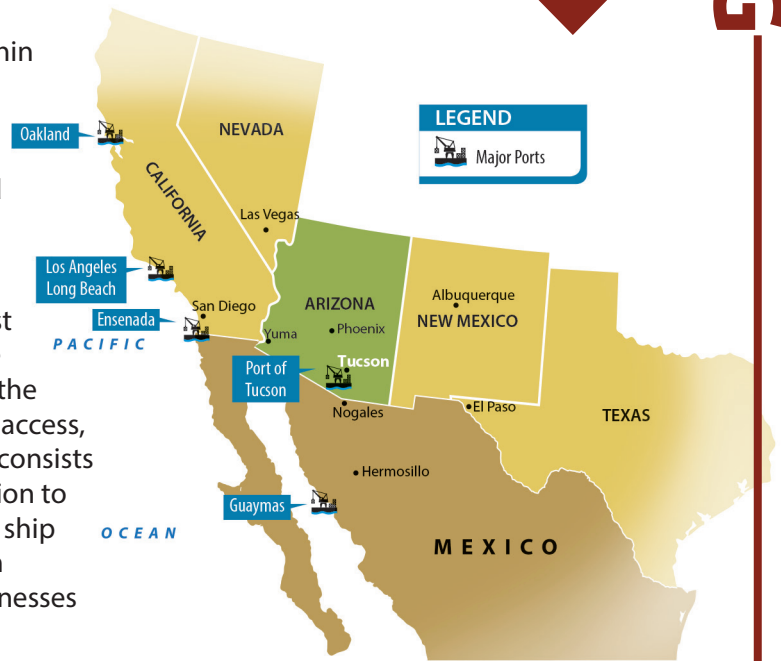 hin
st
the
access,
consists
ion to
ship
nesses
LEGEND
Major Ports
Oakland
NEVADA
CALIFORNIA
Las Vegas
Los Angeles
Long Beach
San Diego
Ensenada
PACIFIC
OCEAN
ARIZONA
Phoenix
Yuma
Tucson
Port of
Tucson
Nogales
Albuquerque
NEW MEXICO
El Paso
TEXAS
Hermosillo
Guaymas
MEXICO